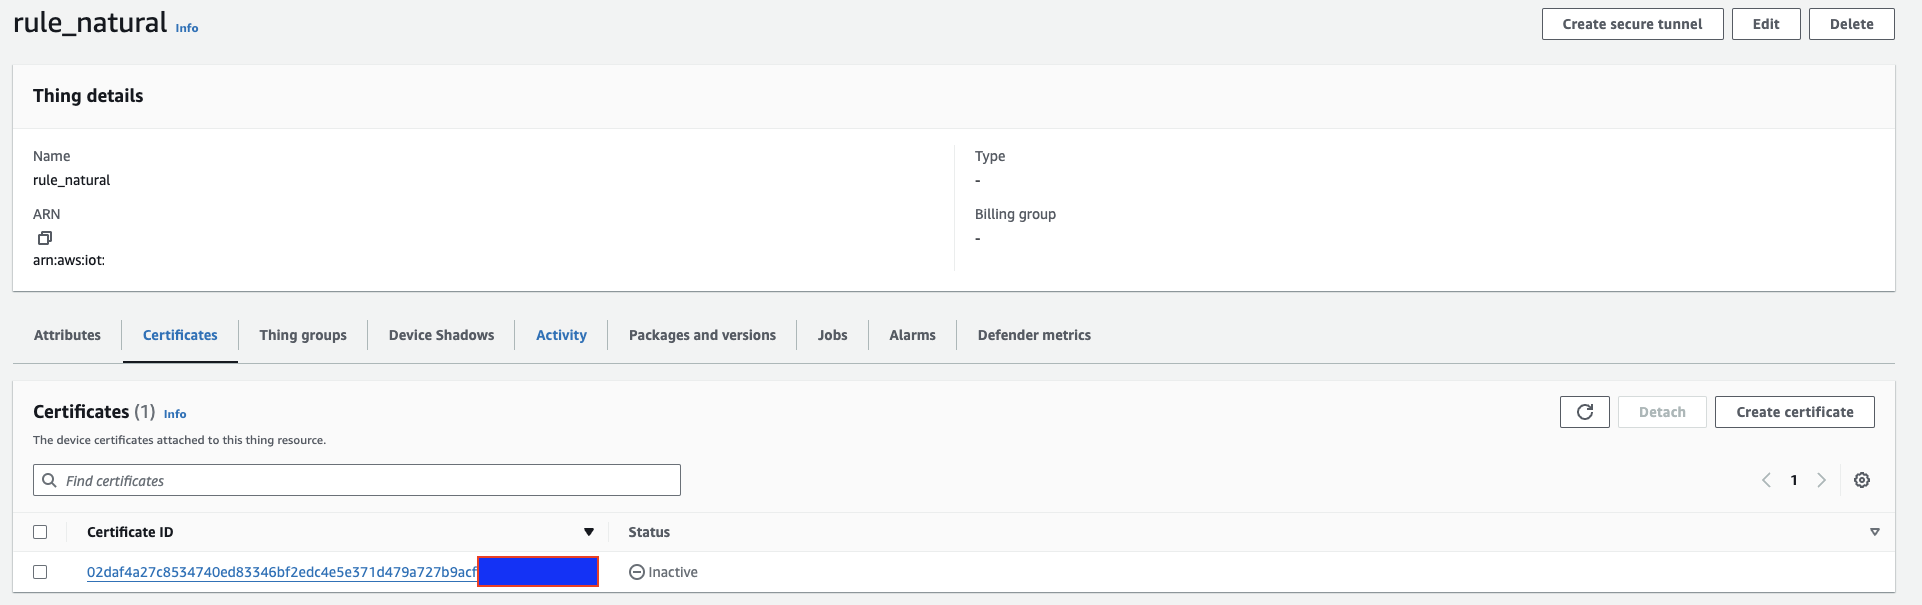 rule_natural Info
Create secure tunnel Edit Delete
Thing details
Name
rule_natural
ARN
arn:aws:iot:
Type
-
Billing group
-
Attributes Certificates Thing groups Device Shadows Activity Packages and versions Jobs Alarms Defender metrics
Certificates (1) Info
Detach Create certificate
The device certificates attached to this thing resource.
Find certificates
1
Certificate ID Status
02daf4a27c8534740ed83346bf2edc4e5e371d479a727b9acf Inactive